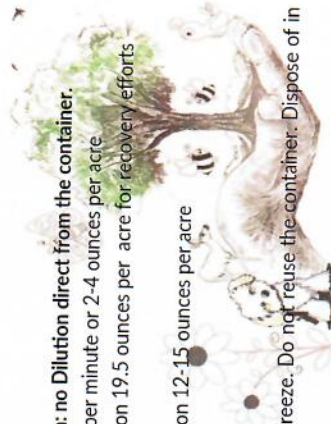 : no Dilution direct from the container.
per minute or 2-4 ounces per acre
on 19.5 ounces per acre for recovery efforts
on 12-15 ounces per acre
reeze. Do not reuse the container. Dispose of in